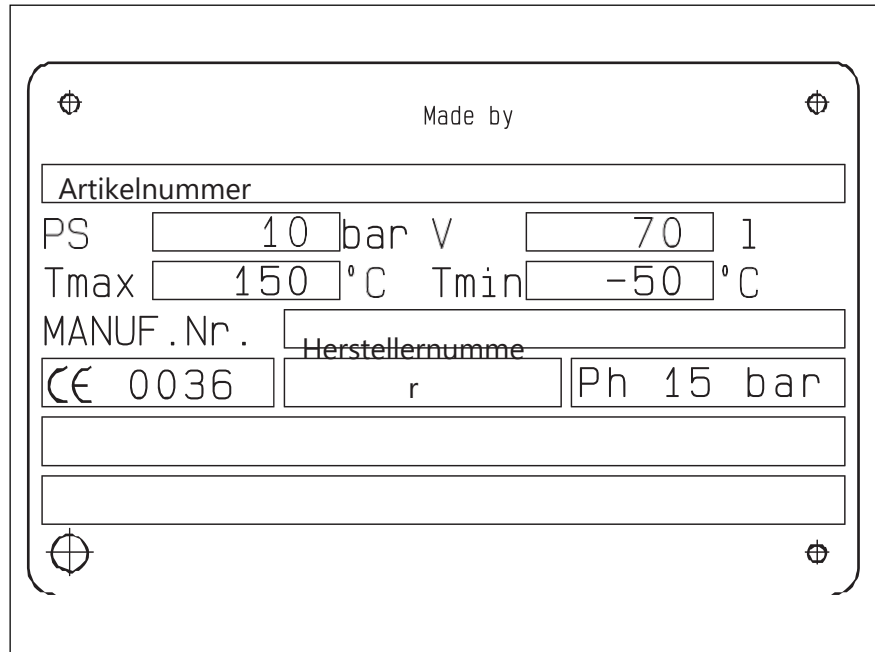 Made by
Artikelnummer
PS 10 bar V 70 l
Tmax 150 °C Tmin -50 °C
MANUF.Nr. Herstellernumme
r
CE 0036 Ph 15 bar